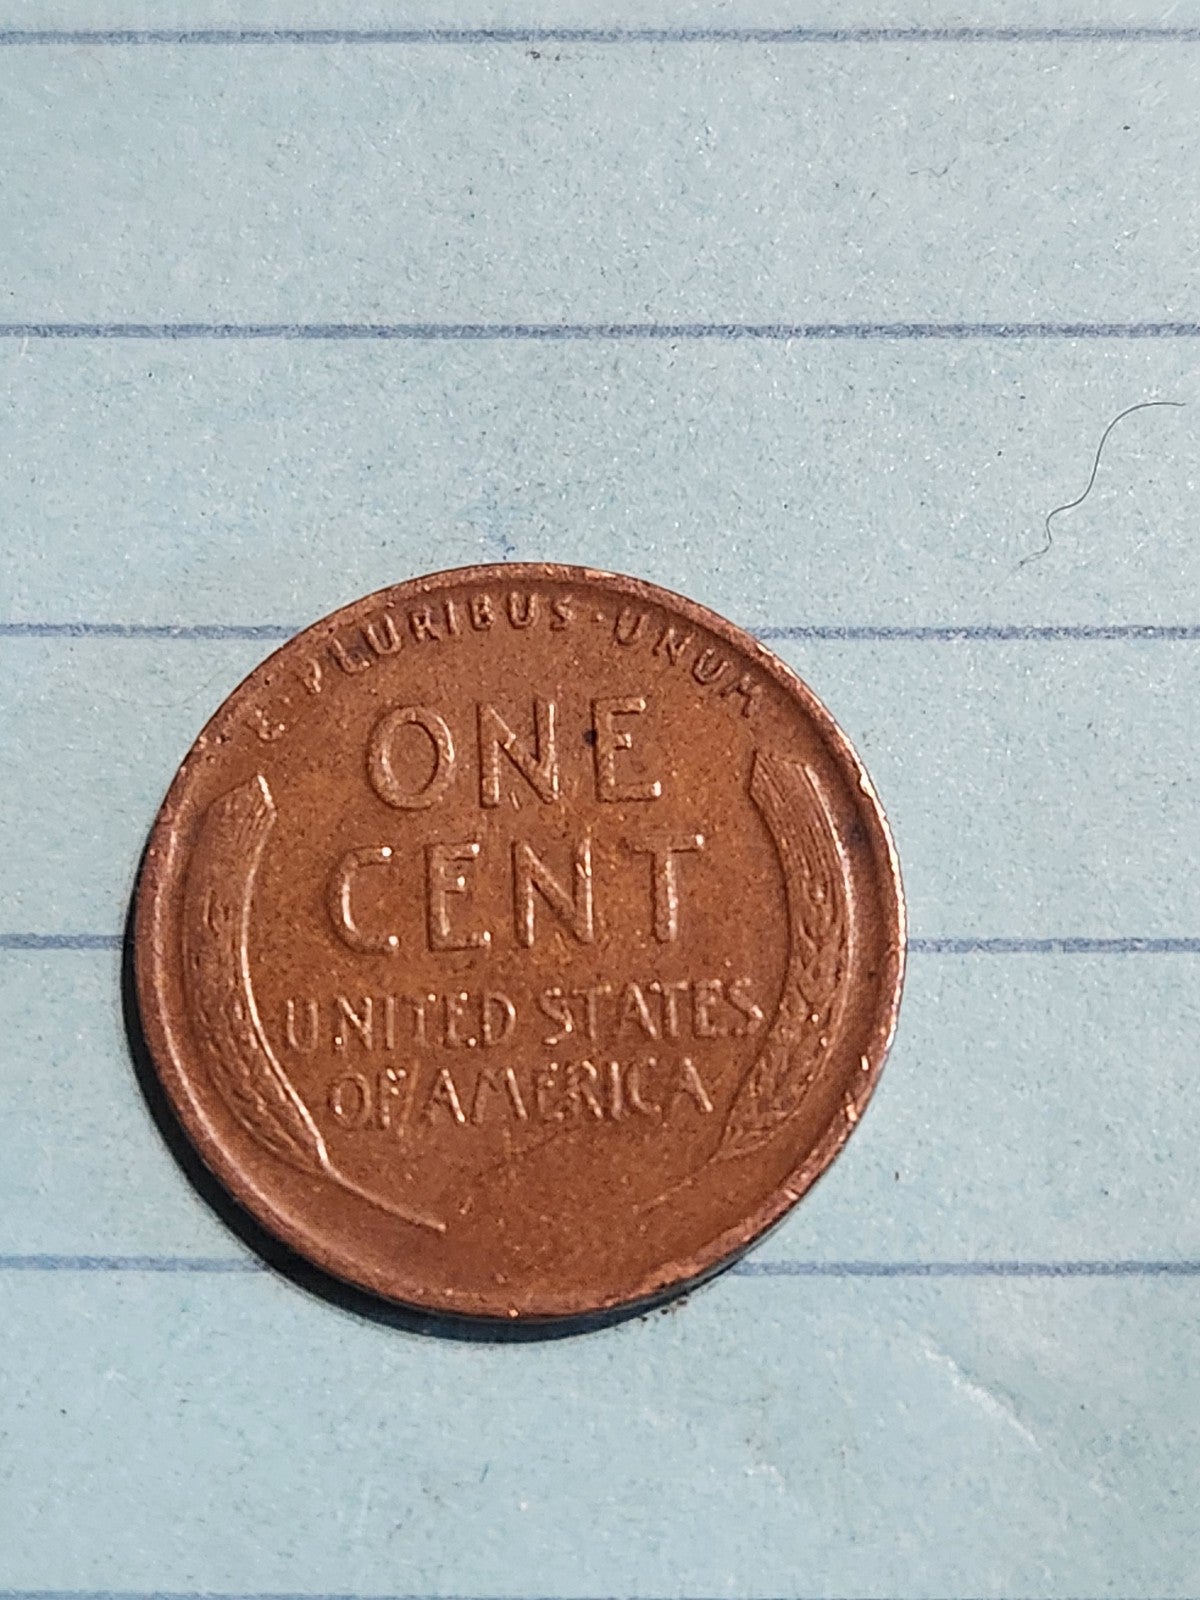 E · PLURIBUS · UNUM
ONE
CENT
UNITED STATES
OF AMERICA